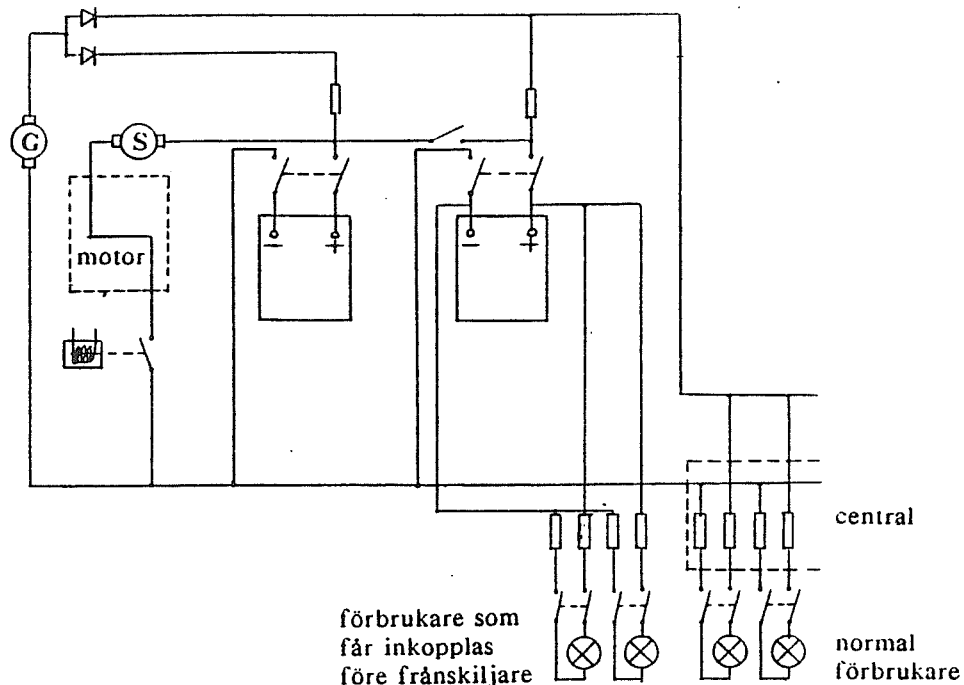 G
S
motor
− +
− +
central
förbrukare som
får inkopplas
före frånskiljare
normal
förbrukare